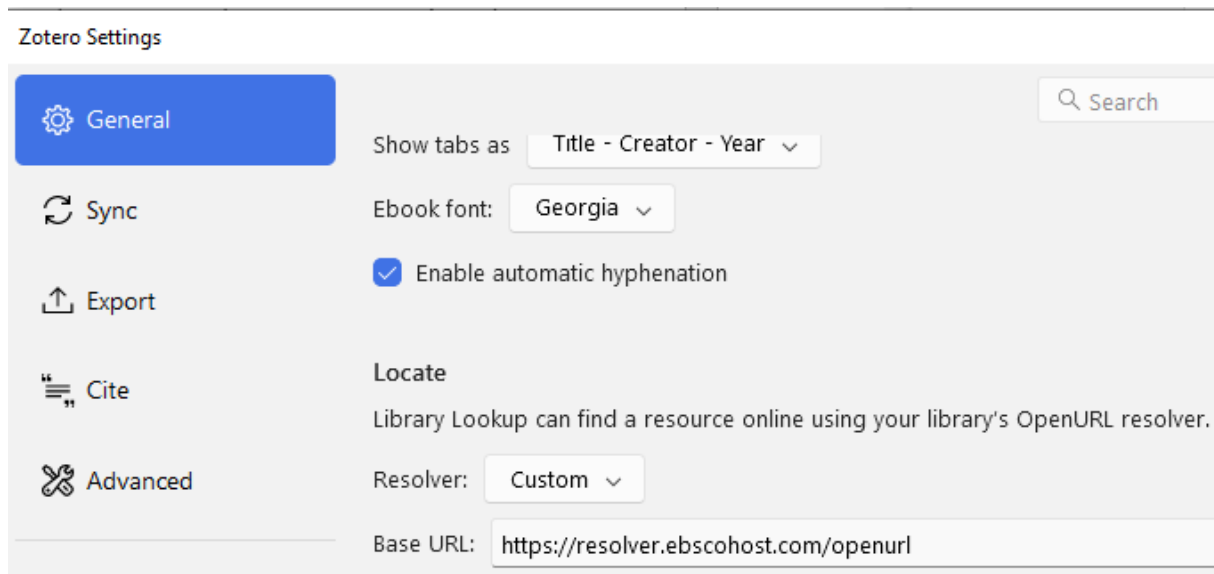 Zotero Settings
General
Search
Show tabs as Title - Creator - Year
Sync
Ebook font: Georgia
Enable automatic hyphenation
Export
Locate
Cite
Library Lookup can find a resource online using your library's OpenURL resolver.
Advanced
Resolver: Custom
Base URL: https://resolver.ebscohost.com/openurl